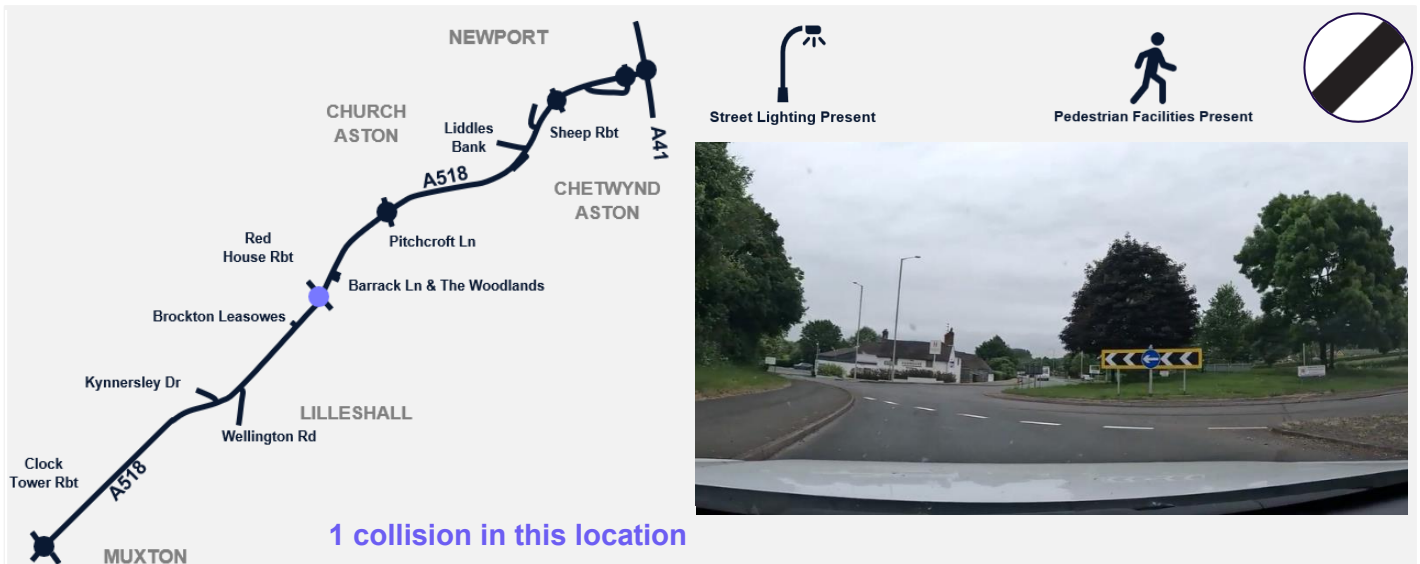 NEWPORT
CHURCH
ASTON
Liddles
Bank
Sheep Rbt
A41
A518
CHETWYND
ASTON
Pitchcroft Ln
Red
House Rbt
Barrack Ln & The Woodlands
Brockton Leasowes
Kynnersley Dr
LILLESHALL
Wellington Rd
Clock
Tower Rbt
A518
MUXTON
1 collision in this location
Street Lighting Present
Pedestrian Facilities Present